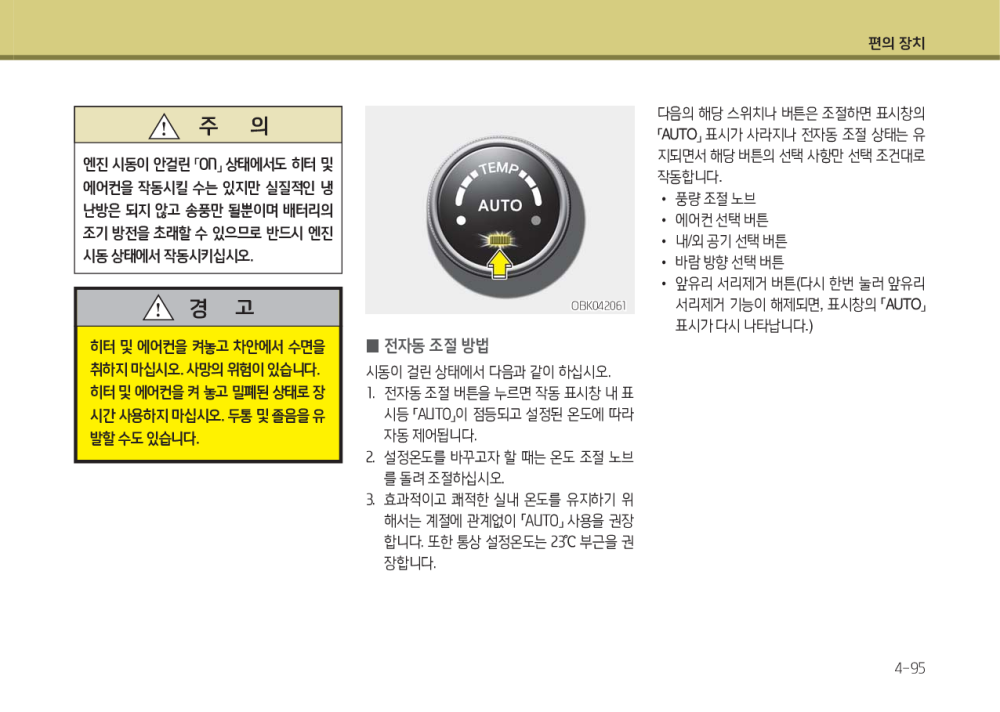 편의 장치
주 의
엔진 시동이 안걸린 「ON」 상태에서도 히터 및
에어컨을 작동시킬 수는 있지만 실질적인 냉
난방은 되지 않고 송풍만 될뿐이며 배터리의
조기 방전을 초래할 수 있으므로 반드시 엔진
시동 상태에서 작동시키십시오.
경 고
히터 및 에어컨을 켜놓고 차안에서 수면을
취하지 마십시오. 사망의 위험이 있습니다.
히터 및 에어컨을 켜 놓고 밀폐된 상태로 장
시간 사용하지 마십시오. 두통 및 졸음을 유
발할 수도 있습니다.
TEMP
AUTO
OBK042061
■ 전자동 조절 방법
시동이 걸린 상태에서 다음과 같이 하십시오.
1. 전자동 조절 버튼을 누르면 작동 표시창 내 표
시등 「AUTO」이 점등되고 설정된 온도에 따라
자동 제어됩니다.
2. 설정온도를 바꾸고자 할 때는 온도 조절 노브
를 돌려 조절하십시오.
3. 효과적이고 쾌적한 실내 온도를 유지하기 위
해서는 계절에 관계없이 「AUTO」 사용을 권장
합니다. 또한 통상 설정온도는 23℃ 부근을 권
장합니다.
다음의 해당 스위치나 버튼은 조절하면 표시창의
「AUTO」 표시가 사라지나 전자동 조절 상태는 유
지되면서 해당 버튼의 선택 사항만 선택 조건대로
작동합니다.
• 풍량 조절 노브
• 에어컨 선택 버튼
• 내/외 공기 선택 버튼
• 바람 방향 선택 버튼
• 앞유리 서리제거 버튼(다시 한번 눌러 앞유리
서리제거 기능이 해제되면, 표시창의 「AUTO」
표시가 다시 나타납니다.)
4-95